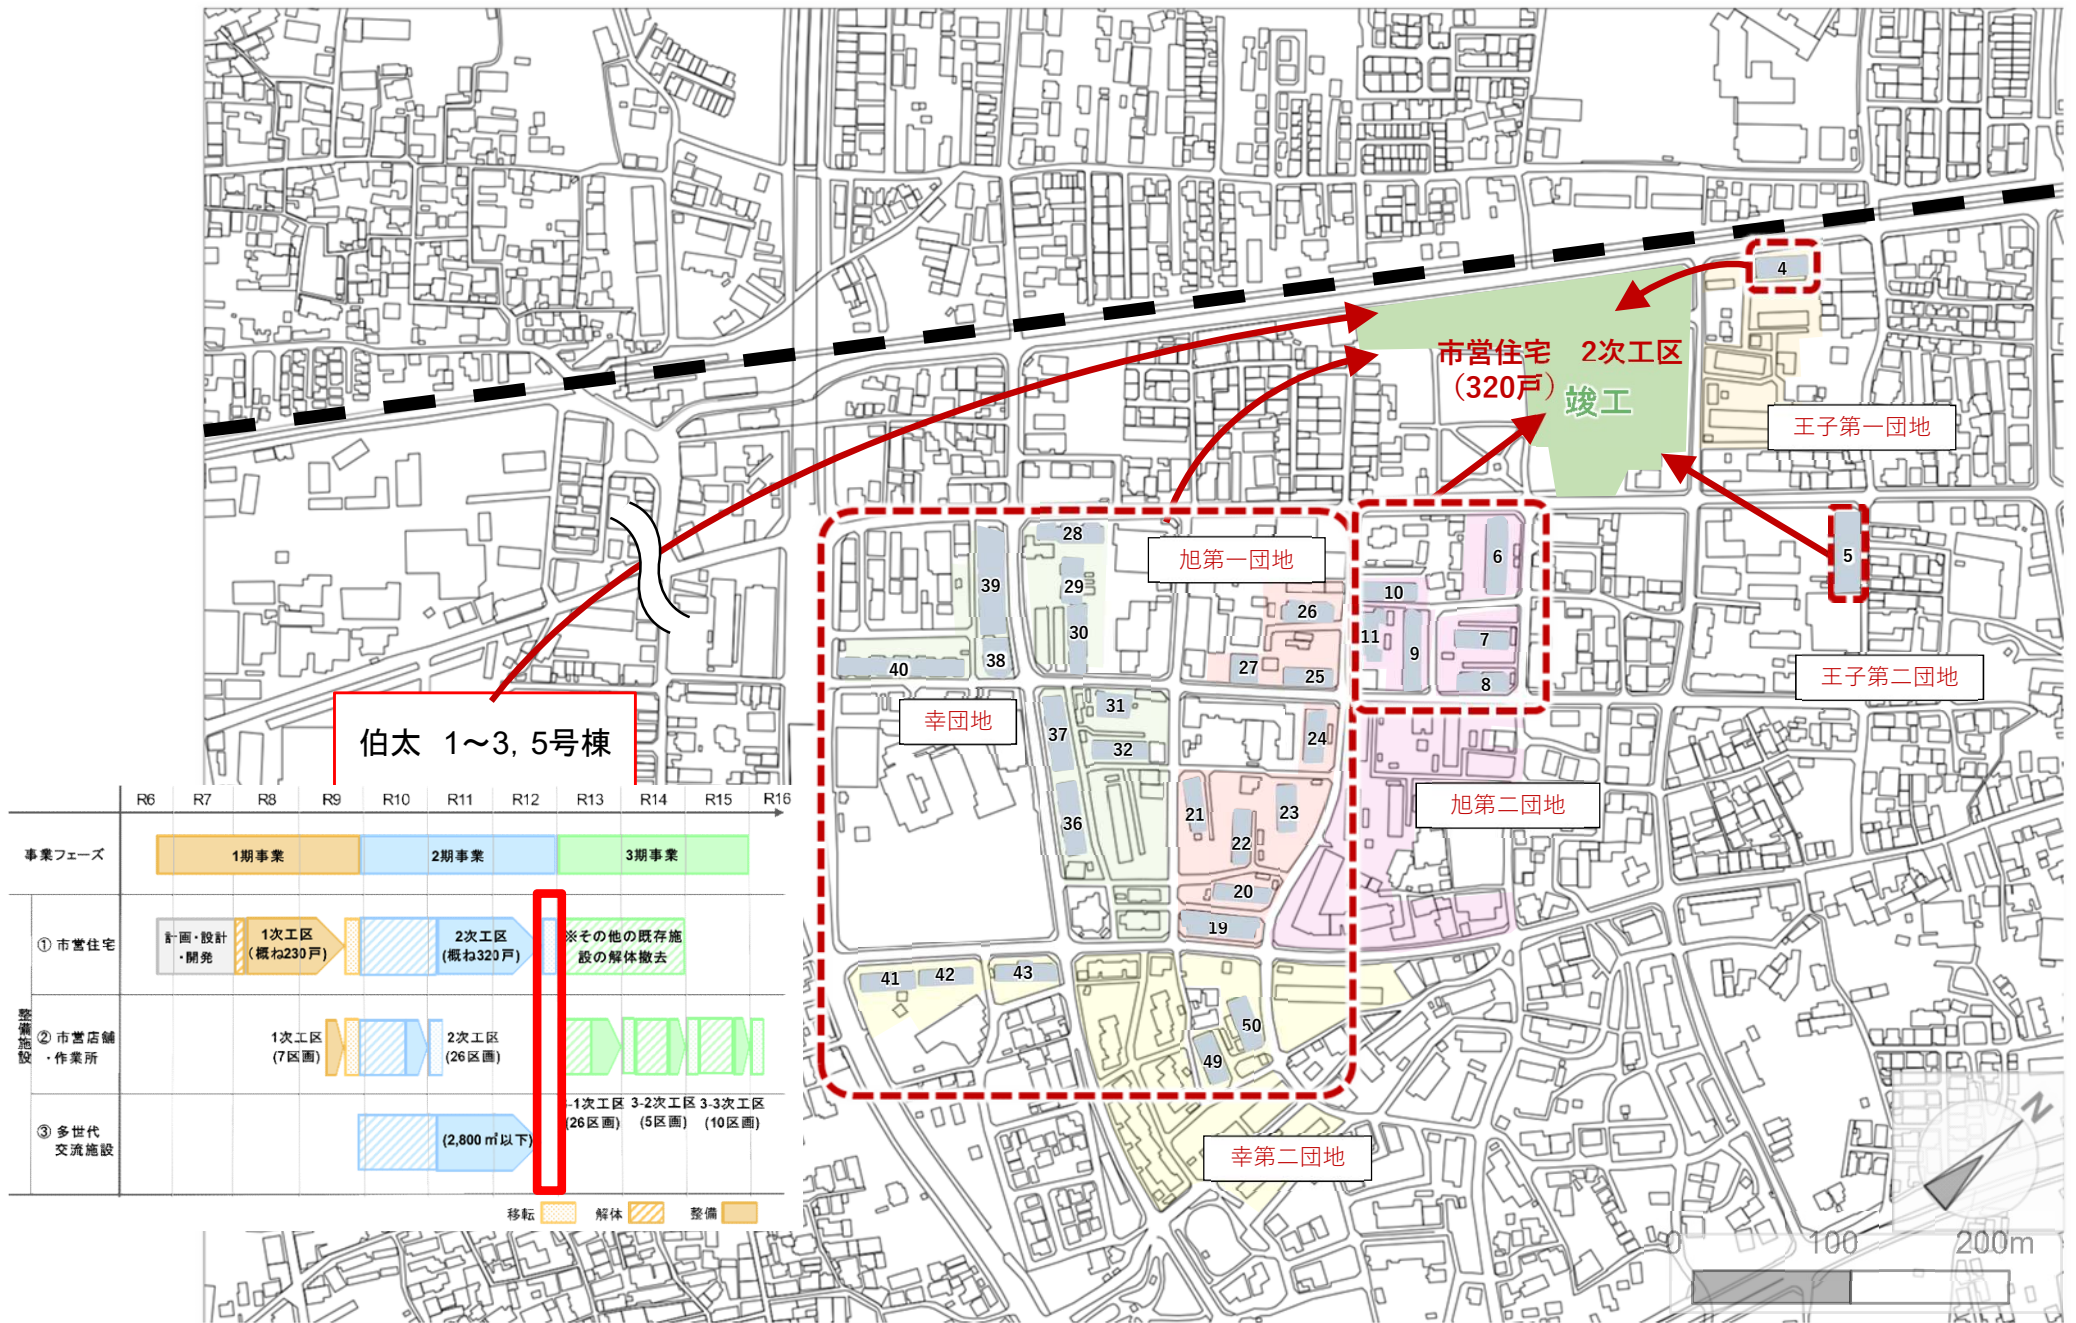 4
市営住宅　2次工区
（320戸）
竣工
王子第一団地
28
旭第一団地
6
5
39
29
10
26
30
11
7
9
40
38
27
25
8
王子第二団地
31
幸団地
37
32
24
伯太　1～3，5号棟
旭第二団地
21
23
36
22
20
19
41
42
43
50
49
幸第二団地
R6 R7 R8 R9 R10 R11 R12 R13 R14 R15 R16
事業フェーズ
1期事業
2期事業
3期事業
整備施設
① 市営住宅
計画・設計
・開発
1次工区
(概ね230戸)
2次工区
(概ね320戸)
※その他の既存施
設の解体撤去
② 市営店舗
・作業所
1次工区
(7区画)
2次工区
(26区画)
-1次工区
(26区画)
3-2次工区
(5区画)
3-3次工区
(10区画)
③ 多世代
交流施設
(2,800㎡以下)
移転
解体
整備
N
0 100 200m